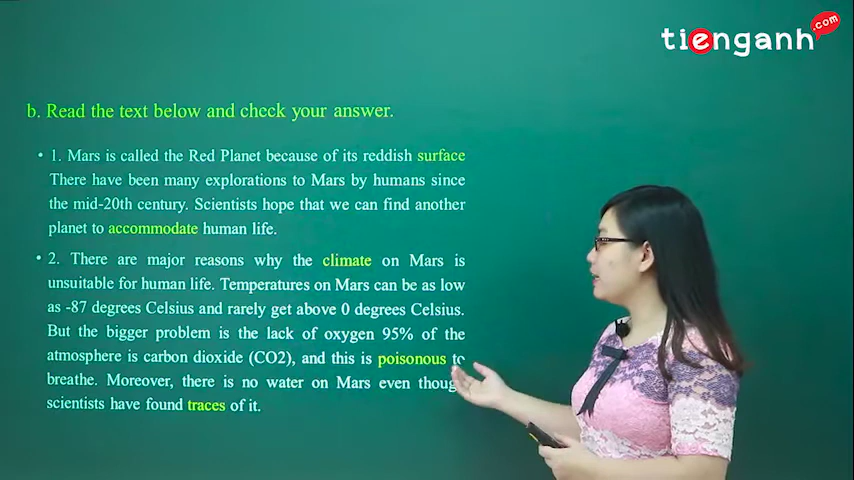 tienganh.com
b. Read the text below and check your answer.
• 1. Mars is called the Red Planet because of its reddish surface
There have been many explorations to Mars by humans since
the mid-20th century. Scientists hope that we can find another
planet to accommodate human life.
• 2. There are major reasons why the climate on Mars is
unsuitable for human life. Temperatures on Mars can be as low
as -87 degrees Celsius and rarely get above 0 degrees Celsius.
But the bigger problem is the lack of oxygen 95% of the
atmosphere is carbon dioxide (CO2), and this is poisonous to
breathe. Moreover, there is no water on Mars even thoug
scientists have found traces of it.